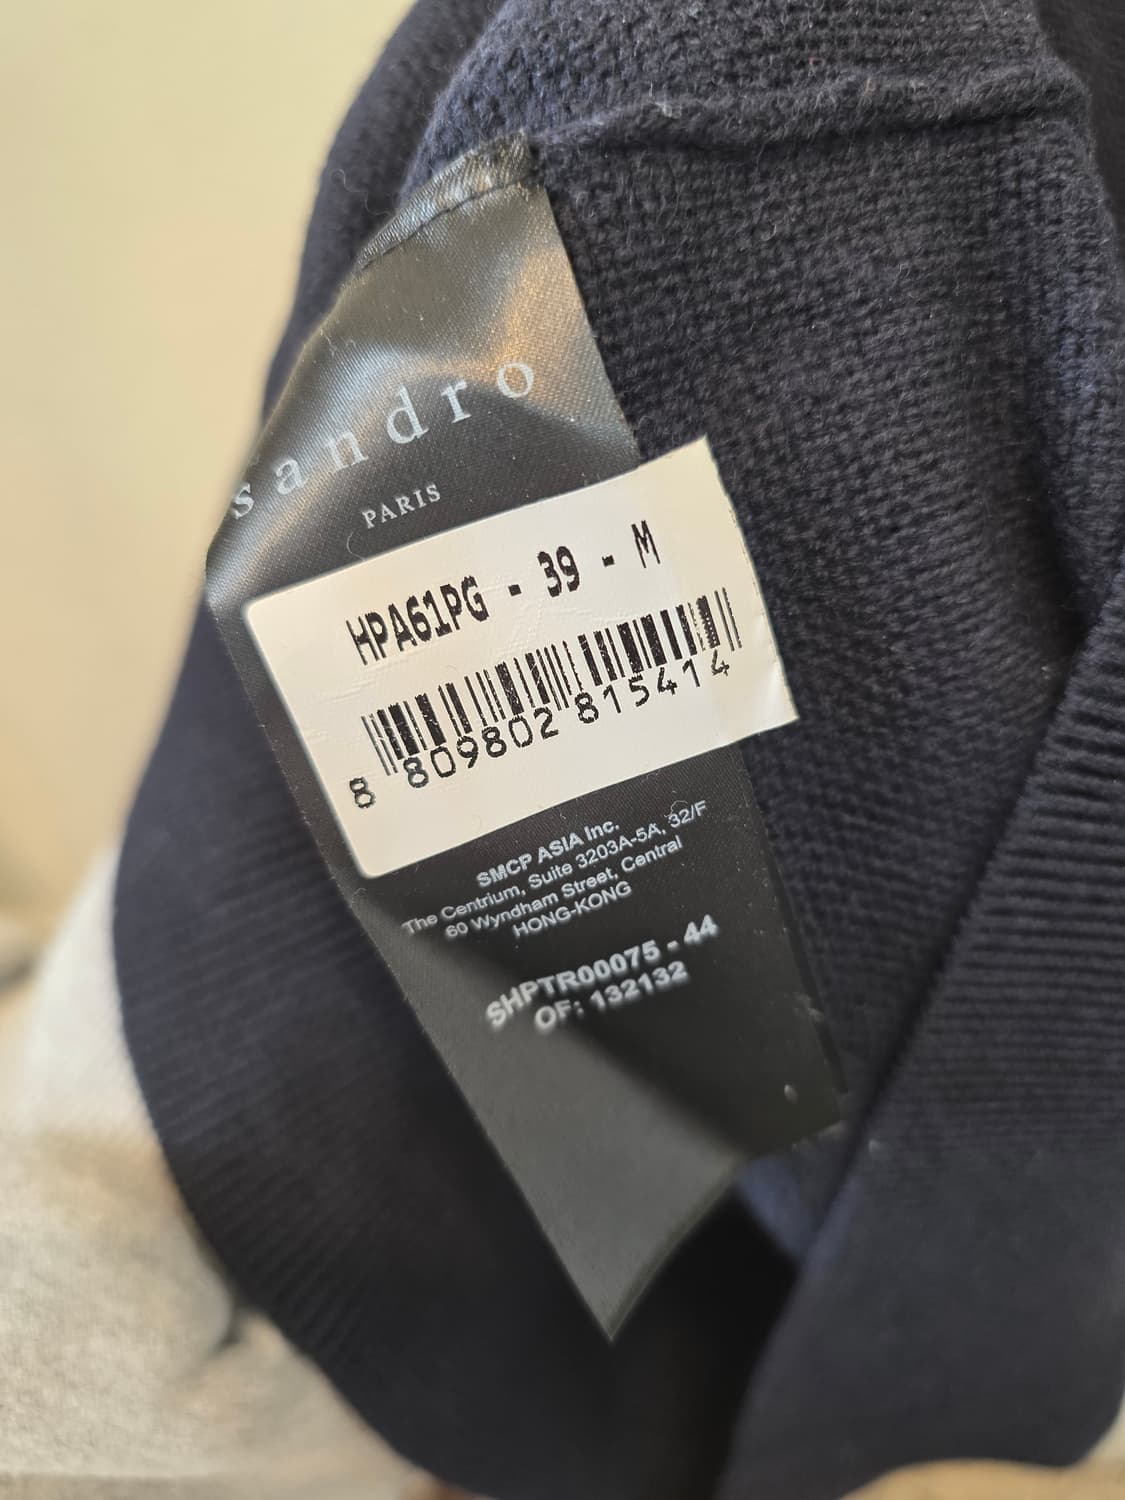 sandro
PARIS
HPA61PG - 39 - M
8 809802 815414
SMCP ASIA Inc.
The Centrium, Suite 3203A-5A, 32/F
60 Wyndham Street, Central
HONG-KONG
SHPTR00075 - 44
OF: 132132